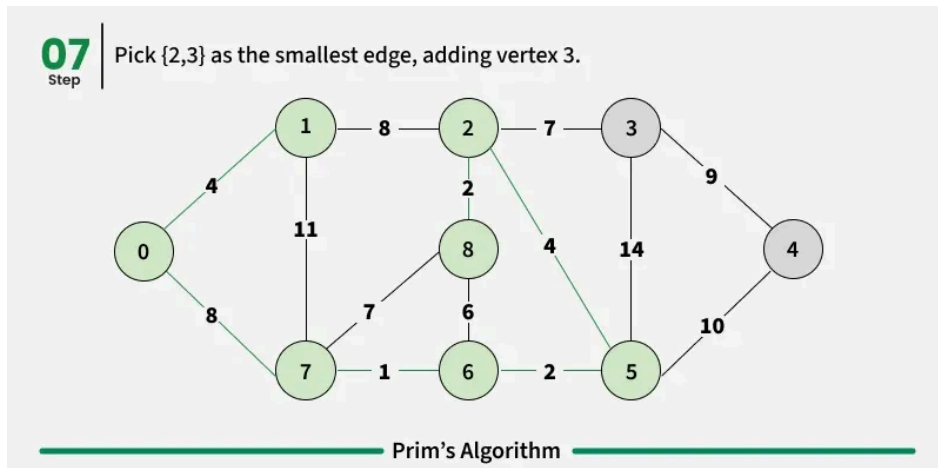 07
Step
Pick {2,3} as the smallest edge, adding vertex 3.
1 8 2 7 3
4 2 9
11
0 8 4 14 4
8 7 6 10
7 1 6 2 5
Prim's Algorithm